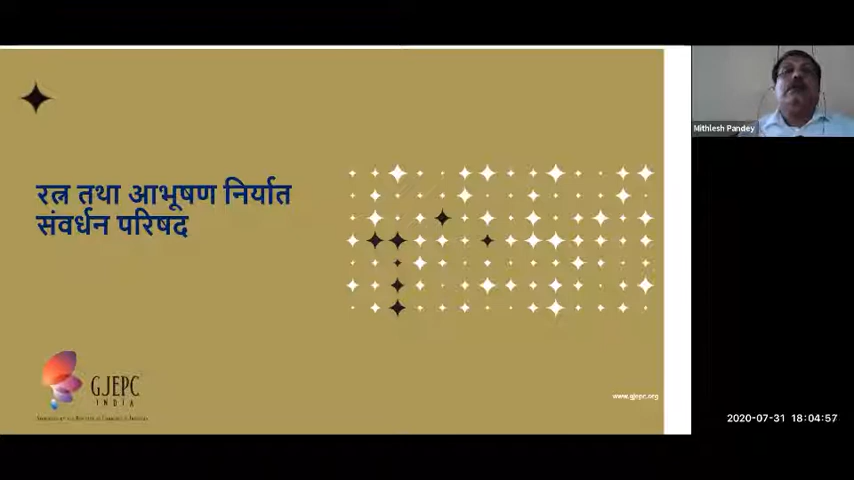 रत्न तथा आभूषण निर्यात
संवर्धन परिषद
GJEPC
INDIA
www.gjepc.org
Mithlesh Pandey
2020-07-31 18:04:57